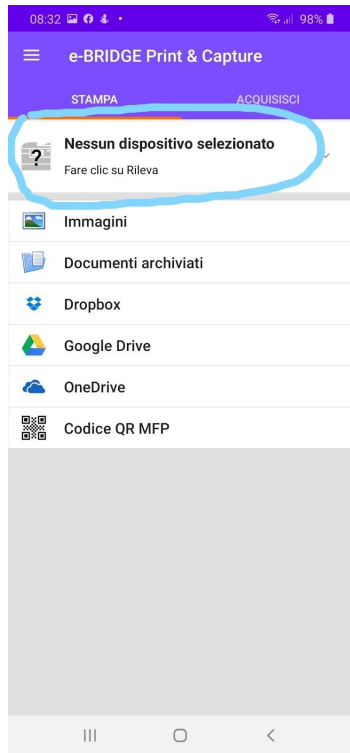 08:32 98%
e-BRIDGE Print & Capture
STAMPA ACQUISISCI
Nessun dispositivo selezionato
Fare clic su Rileva
Immagini
Documenti archiviati
Dropbox
Google Drive
OneDrive
Codice QR MFP